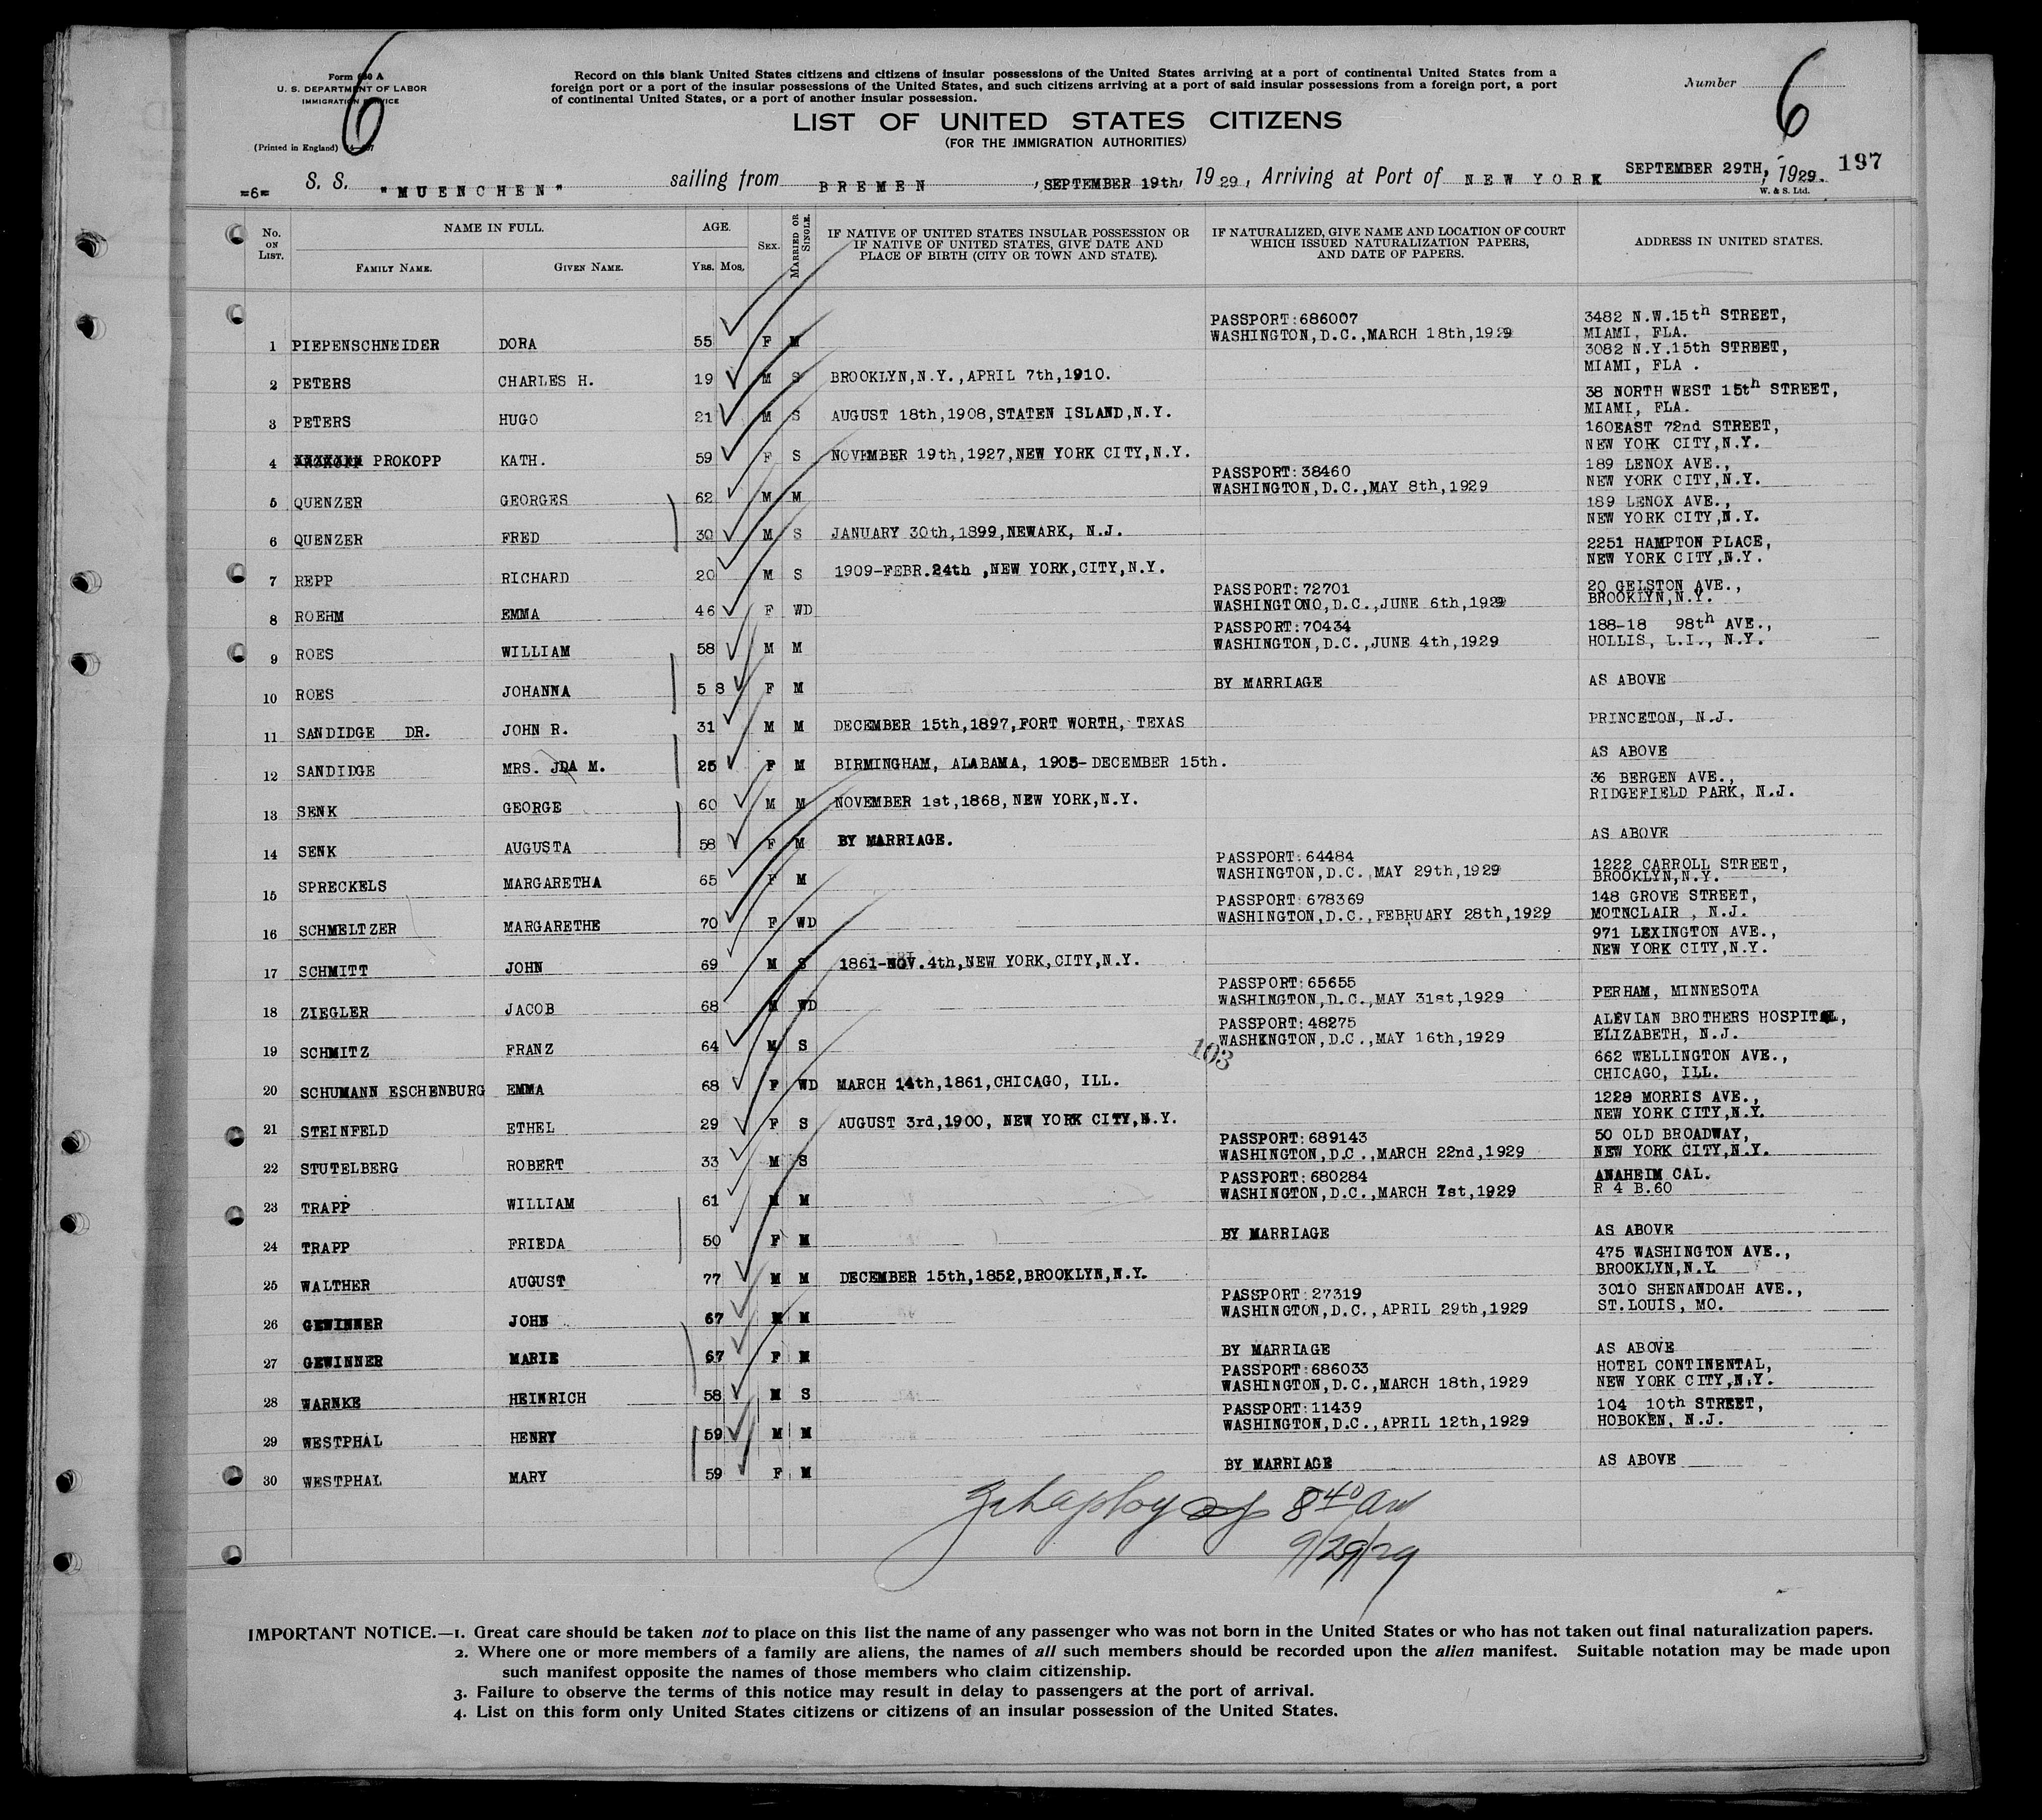 6
6
Form 630 A
U. S. DEPARTMENT OF LABOR
IMMIGRATION SERVICE
(Printed in England)
Record on this blank United States citizens and citizens of insular possessions of the United States arriving at a port of continental United States from a
foreign port or a port of the insular possessions of the United States, and such citizens arriving at a port of said insular possessions from a foreign port, a port
of continental United States, or a port of another insular possession.
Number
LIST OF UNITED STATES CITIZENS
(FOR THE IMMIGRATION AUTHORITIES)
=6= S. S. "MUENCHEN" sailing from BREMEN, SEPTEMBER 19th, 1929, Arriving at Port of NEW YORK SEPTEMBER 29TH, 1929. 197
W. & S. Ltd.
No. ON LIST. NAME IN FULL. FAMILY NAME. GIVEN NAME. AGE. YRS. MOS. SEX. MARRIED OR SINGLE. IF NATIVE OF UNITED STATES INSULAR POSSESSION OR IF NATIVE OF UNITED STATES, GIVE DATE AND PLACE OF BIRTH (CITY OR TOWN AND STATE). IF NATURALIZED, GIVE NAME AND LOCATION OF COURT WHICH ISSUED NATURALIZATION PAPERS, AND DATE OF PAPERS. ADDRESS IN UNITED STATES.
1 PIEPENSCHNEIDER DORA 55 F M PASSPORT:686007 WASHINGTON,D.C.,MARCH 18th,1929 3482 N.W.15th STREET, MIAMI, FLA.
2 PETERS CHARLES H. 19 M S BROOKLYN,N.Y.,APRIL 7th,1910. 3082 N.Y.15th STREET, MIAMI, FLA .
3 PETERS HUGO 21 M S AUGUST 18th,1908,STATEN ISLAND,N.Y. 38 NORTH WEST 15th STREET, MIAMI, FLA.
4 PROKOPP KATH. 59 F S NOVEMBER 19th,1927,NEW YORK CITY,N.Y. 160EAST 72nd STREET, NEW YORK CITY,N.Y.
5 QUENZER GEORGES 62 M M PASSPORT:38460 WASHINGTON,D.C.,MAY 8th,1929 189 LENOX AVE., NEW YORK CITY,N.Y.
6 QUENZER FRED 30 M S JANUARY 30th,1899,NEWARK, N.J. 189 LENOX AVE., NEW YORK CITY,N.Y.
7 REPP RICHARD 20 M S 1909-FEBR.24th ,NEW YORK,CITY,N.Y. 2251 HAMPTON PLACE, NEW YORK CITY,N.Y.
8 ROEHM EMMA 46 F WD PASSPORT:72701 WASHINGTONO,D.C.,JUNE 6th,1929 20 GELSTON AVE., BROOKLYN,N.Y.
9 ROES WILLIAM 58 M M PASSPORT:70434 WASHINGTON,D.C.,JUNE 4th,1929 188-18 98th AVE., HOLLIS, L.I., N.Y.
10 ROES JOHANNA 5 8 F M BY MARRIAGE AS ABOVE
11 SANDIDGE DR. JOHN R. 31 M M DECEMBER 15th,1897,FORT WORTH, TEXAS PRINCETON, N.J.
12 SANDIDGE MRS. JDA M. 25 F M BIRMINGHAM, ALABAMA, 1903-DECEMBER 15th. AS ABOVE
13 SENK GEORGE 60 M M NOVEMBER 1st,1868,NEW YORK,N.Y. 36 BERGEN AVE., RIDGEFIELD PARK, N.J.
14 SENK AUGUSTA 58 F M BY MARRIAGE. AS ABOVE
15 SPRECKELS MARGARETHA 65 F M PASSPORT:64484 WASHINGTON,D.C.,MAY 29th,1929 1222 CARROLL STREET, BROOKLYN,N.Y.
16 SCHMELTZER MARGARETHE 70 F WD PASSPORT:678369 WASHINGTON,D.C.,FEBRUARY 28th,1929 148 GROVE STREET, MOTNCLAIR , N.J.
17 SCHMITT JOHN 69 M S 1861-NOV.4th,NEW YORK,CITY,N.Y. 971 LEXINGTON AVE., NEW YORK CITY,N.Y.
18 ZIEGLER JACOB 68 M WD PASSPORT:65655 WASHINGTON,D.C.,MAY 31st,1929 PERHAM, MINNESOTA
19 SCHMITZ FRANZ 64 M S PASSPORT:48275 WASHKNGTON,D.C.,MAY 16th,1929 ALEVIAN BROTHERS HOSPITAL, ELIZABETH, N.J.
103
20 SCHUMANN ESCHENBURG EMMA 68 F WD MARCH 14th,1861,CHICAGO, ILL. 662 WELLINGTON AVE., CHICAGO, ILL.
21 STEINFELD ETHEL 29 F S AUGUST 3rd,1900, NEW YORK CITY,N.Y. 1229 MORRIS AVE., NEW YORK CITY,N.Y.
22 STUTELBERG ROBERT 33 M S PASSPORT:689143 WASHINGTON,D.C.,MARCH 22nd,1929 50 OLD BROADWAY, NEW YORK CITY,N.Y.
23 TRAPP WILLIAM 61 M M PASSPORT:680284 WASHINGTON,D.C.,MARCH 1st,1929 ANAHEIM CAL. R 4 B.60
24 TRAPP FRIEDA 50 F M BY MARRIAGE AS ABOVE
25 WALTHER AUGUST 77 M M DECEMBER 15th,1852,BROOKLYN,N.Y. 475 WASHINGTON AVE., BROOKLYN,N.Y.
26 GEWINNER JOHN 67 M M PASSPORT:27319 WASHINGTON,D.C.,APRIL 29th,1929 3010 SHENANDOAH AVE., ST.LOUIS, MO.
27 GEWINNER MARIE 67 F M BY MARRIAGE AS ABOVE
28 WARNKE HEINRICH 58 M S PASSPORT:686033 WASHINGTON,D.C.,MARCH 18th,1929 HOTEL CONTINENTAL, NEW YORK CITY,N.Y.
29 WESTPHAL HENRY 59 M M PASSPORT:11439 WASHINGTON,D.C.,APRIL 12th,1929 104 10th STREET, HOBOKEN, N.J.
30 WESTPHAL MARY 59 F M BY MARRIAGE AS ABOVE
8 40 am
9/29/29
IMPORTANT NOTICE.—1. Great care should be taken not to place on this list the name of any passenger who was not born in the United States or who has not taken out final naturalization papers.
2. Where one or more members of a family are aliens, the names of all such members should be recorded upon the alien manifest. Suitable notation may be made upon
such manifest opposite the names of those members who claim citizenship.
3. Failure to observe the terms of this notice may result in delay to passengers at the port of arrival.
4. List on this form only United States citizens or citizens of an insular possession of the United States.